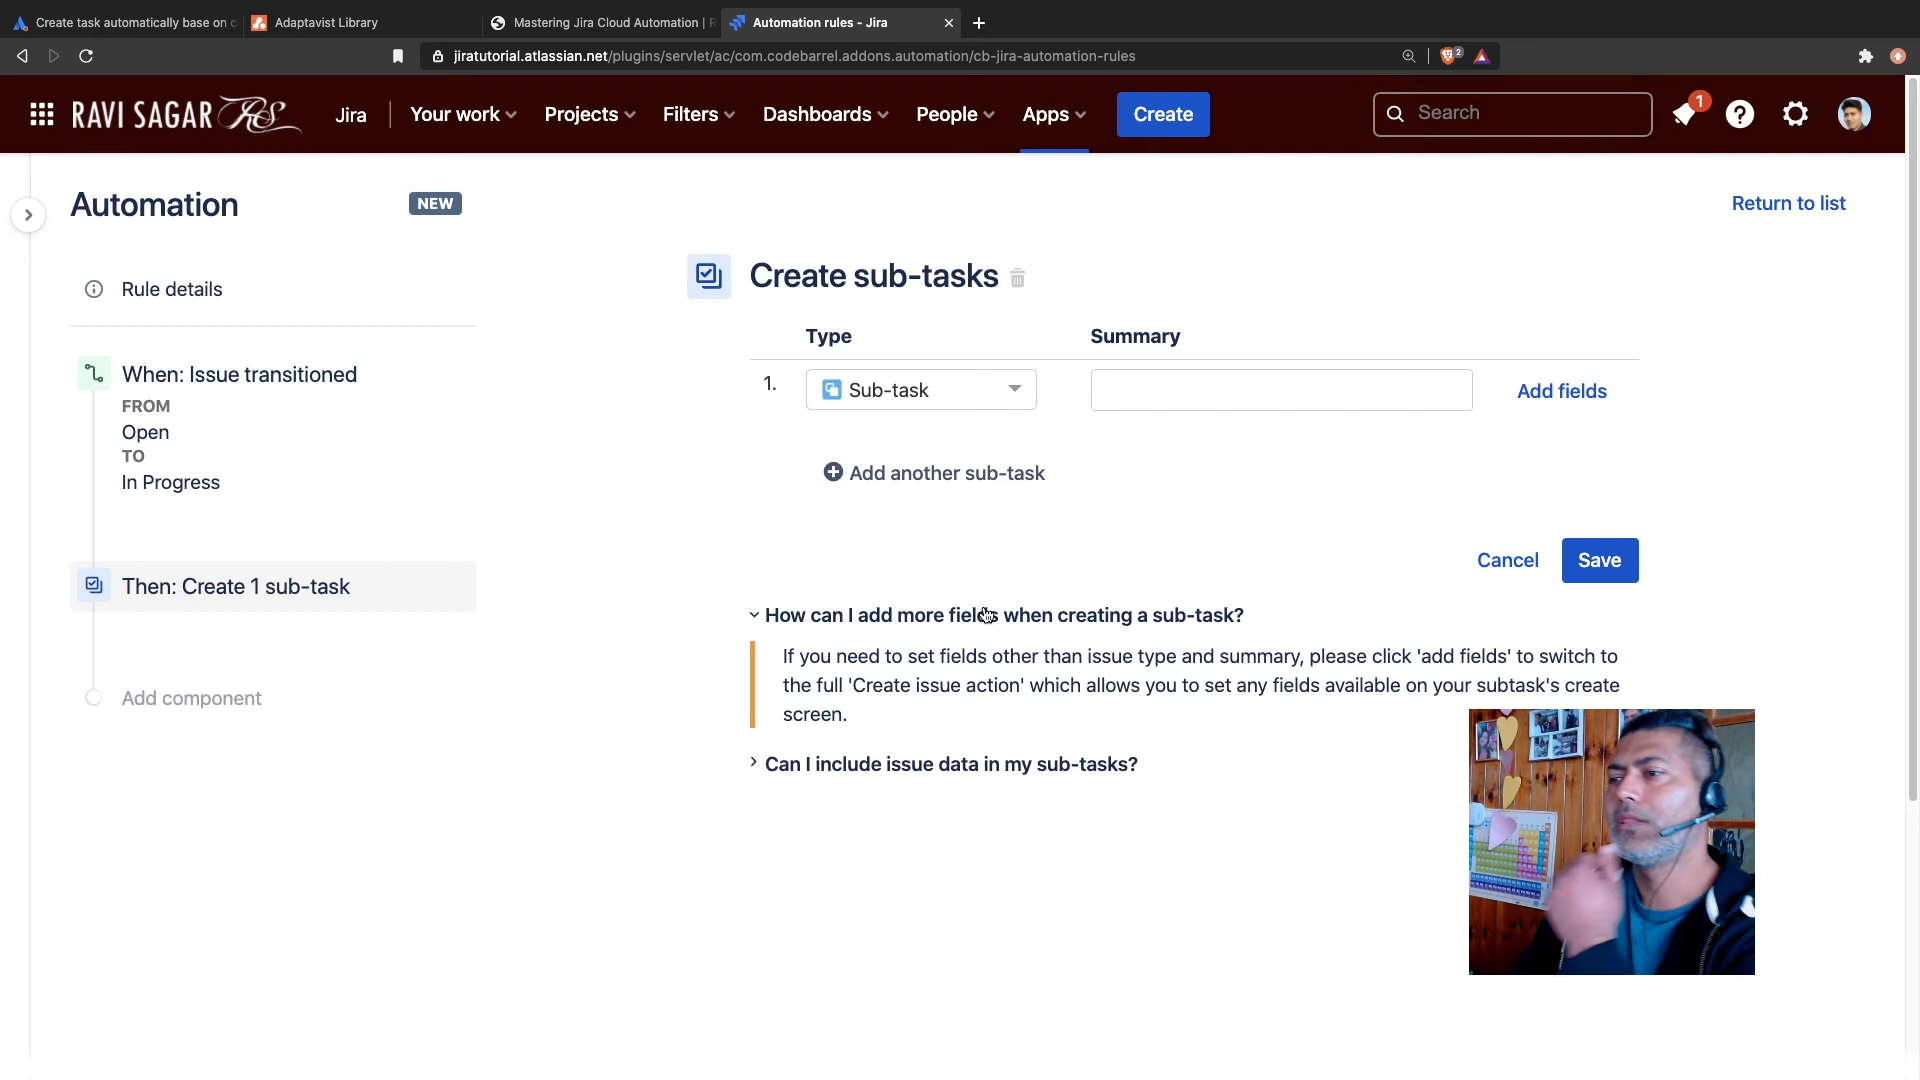 Create task automatically base on c
Adaptavist Library
Mastering Jira Cloud Automation | R
Automation rules - Jira
jiratutorial.atlassian.net/plugins/servlet/ac/com.codebarrel.addons.automation/cb-jira-automation-rules
2
RAVI SAGAR RS
Jira
Your work
Projects
Filters
Dashboards
People
Apps
Create
Search
1
Automation
NEW
Return to list
Rule details
When: Issue transitioned
FROM
Open
TO
In Progress
Then: Create 1 sub-task
Add component
Create sub-tasks
Type
Summary
1.
Sub-task
Add fields
Add another sub-task
Cancel
Save
How can I add more fields when creating a sub-task?
If you need to set fields other than issue type and summary, please click 'add fields' to switch to
the full 'Create issue action' which allows you to set any fields available on your subtask's create
screen.
Can I include issue data in my sub-tasks?